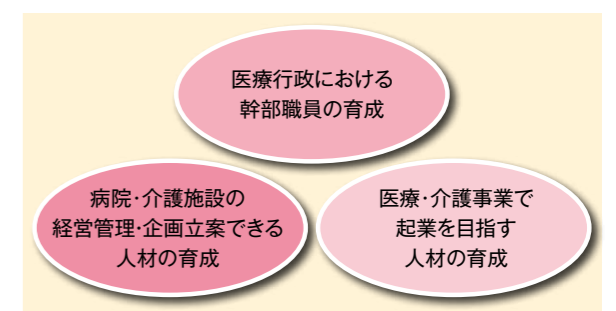 医療行政における
幹部職員の育成
病院・介護施設の
経営管理・企画立案できる
人材の育成
医療・介護事業で
起業を目指す
人材の育成